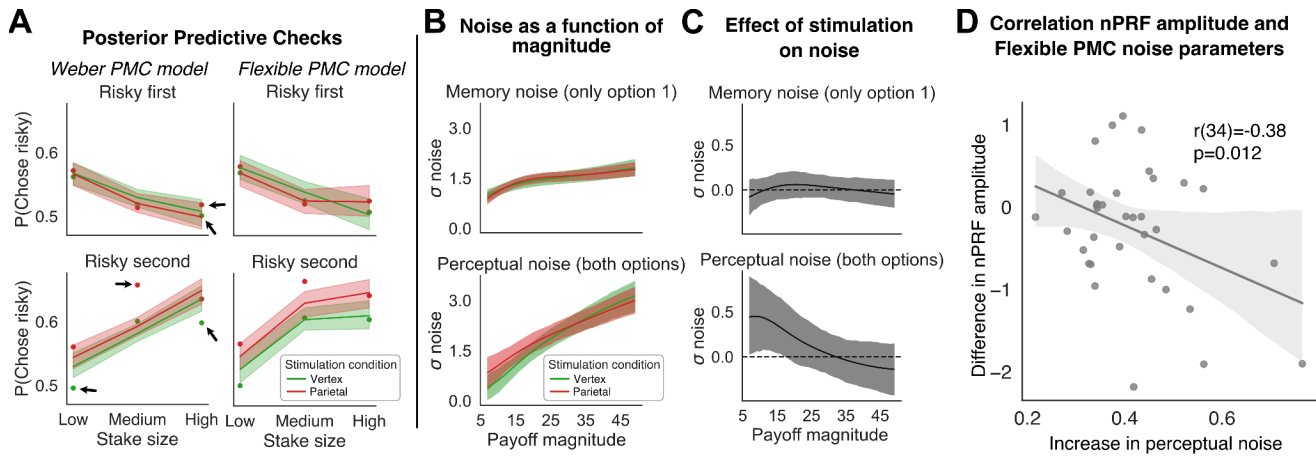 A
Posterior Predictive Checks
Weber PMC model
Flexible PMC model
Risky first
Risky first
P(Chose risky)
0.6
0.5
Risky second
Risky second
P(Chose risky)
0.6
0.5
Stimulation condition
Vertex
Parietal
Stimulation condition
Vertex
Parietal
Low
Medium
High
Stake size
Low
Medium
High
Stake size
B
Noise as a function of
magnitude
Memory noise (only option 1)
σ noise
3.0
1.5
0.0
Perceptual noise (both options)
σ noise
3.0
1.5
0.0
5
15
25
35
45
Payoff magnitude
C
Effect of stimulation
on noise
Memory noise (only option 1)
σ noise
0.5
0.0
Perceptual noise (both options)
σ noise
0.5
0.0
5
15
25
35
45
Payoff magnitude
D
Correlation nPRF amplitude and
Flexible PMC noise parameters
r(34)=-0.38
p=0.012
Difference in nPRF amplitude
1
0
−1
−2
0.2
0.4
0.6
Increase in perceptual noise